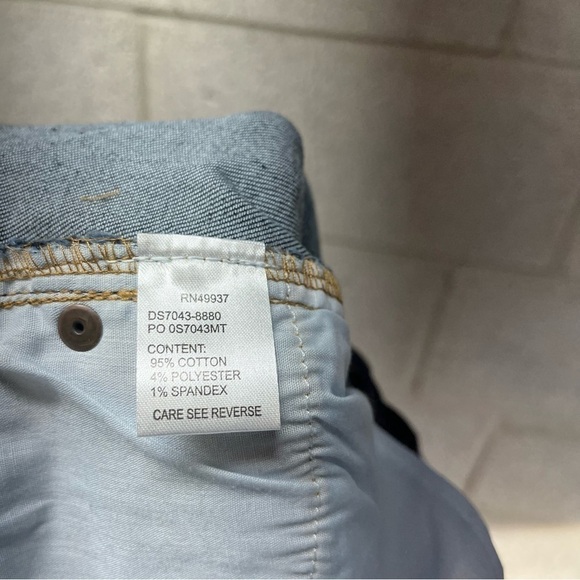 RN49937
DS7043-8880
PO 0S7043MT
CONTENT:
95% COTTON
4% POLYESTER
1% SPANDEX
CARE SEE REVERSE